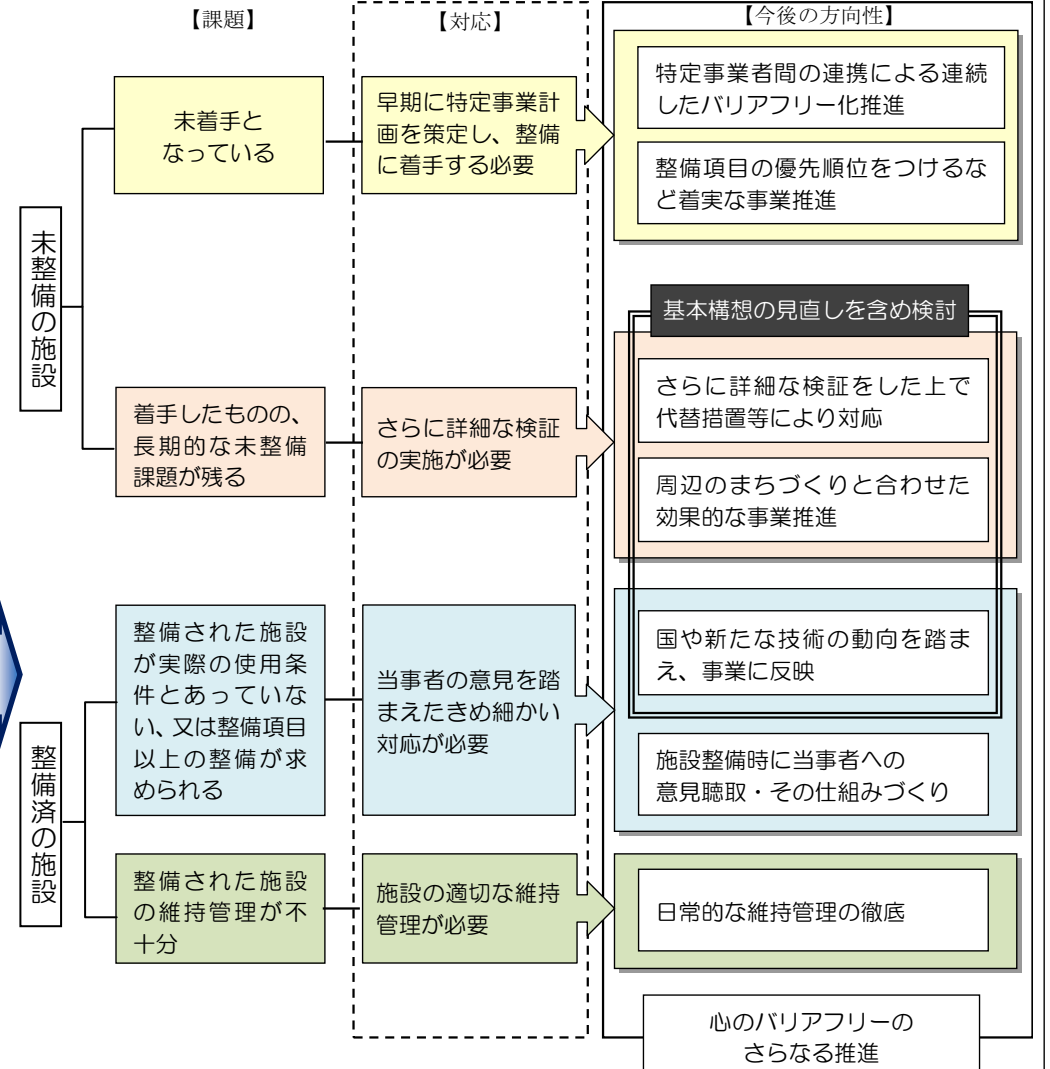 【課題】
【対応】
【今後の方向性】
未整備の施設
未着手と
なっている
早期に特定事業計
画を策定し、整備
に着手する必要
特定事業者間の連携による連続
したバリアフリー化推進
整備項目の優先順位をつけるな
ど着実な事業推進
基本構想の見直しを含め検討
着手したものの、
長期的な未整備
課題が残る
さらに詳細な検証
の実施が必要
さらに詳細な検証をした上で
代替措置等により対応
周辺のまちづくりと合わせた
効果的な事業推進
整備済の施設
整備された施設
が実際の使用条
件とあっていな
い、又は整備項目
以上の整備が求
められる
当事者の意見を踏
まえたきめ細かい
対応が必要
国や新たな技術の動向を踏ま
え、事業に反映
施設整備時に当事者への
意見聴取・その仕組みづくり
整備された施設
の維持管理が不
十分
施設の適切な維持
管理が必要
日常的な維持管理の徹底
心のバリアフリーの
さらなる推進